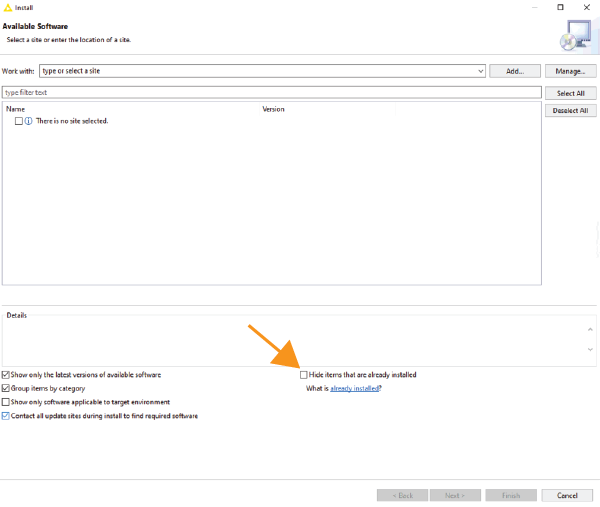 Install
Available Software
Select a site or enter the location of a site.
Work with: type or select a site Add... Manage...
type filter text Select All
Name Version Deselect All
There is no site selected.
Details
Show only the latest versions of available software Hide items that are already installed
Group items by category What is already installed?
Show only software applicable to target environment
Contact all update sites during install to find required software
< Back Next > Finish Cancel